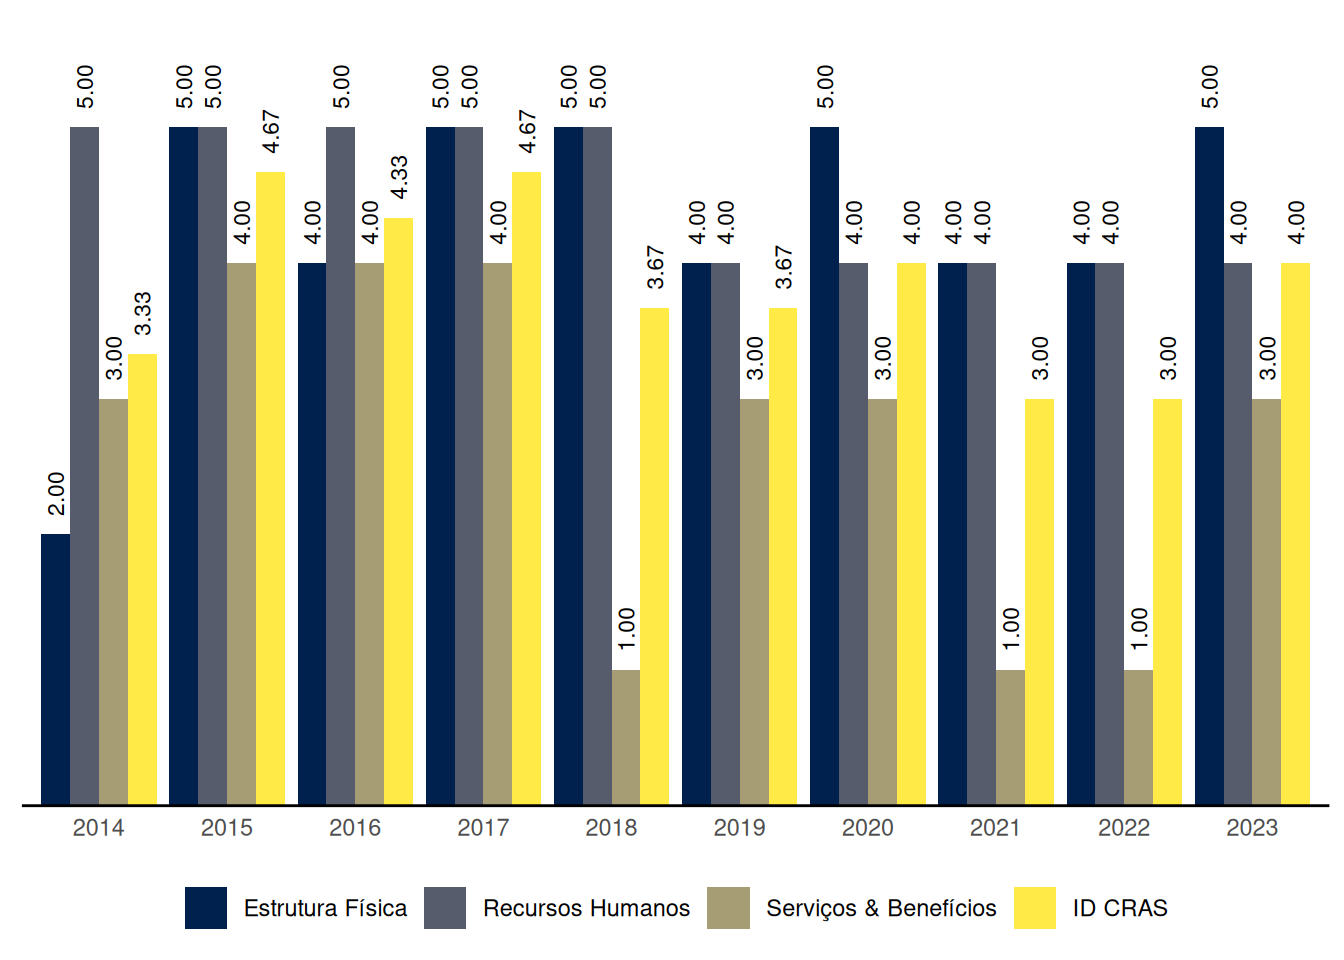 5.00 5.00 5.00 5.00 5.00 5.00 5.00 5.00 5.00 5.00
4.67 4.67
4.33
4.00 4.00 4.00 4.00 4.00 4.00 4.00 4.00 4.00 4.00 4.00 4.00 4.00 4.00
3.67 3.67
3.33
3.00 3.00 3.00 3.00 3.00 3.00
2.00
1.00 1.00 1.00
2014 2015 2016 2017 2018 2019 2020 2021 2022 2023
Estrutura Física Recursos Humanos Serviços & Benefícios ID CRAS